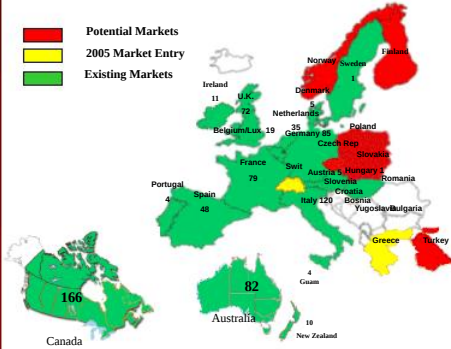 Potential Markets
2005 Market Entry
Existing Markets
Norway
Sweden
1
Finland
Ireland
11
U.K.
72
Denmark
5
Netherlands
35
Belgium/Lux 19
Germany 85
Poland
Czech Rep
Slovakia
France
79
Swit
Austria 5
Hungary 1
Slovenia
Croatia
Romania
Portugal
4
Spain
48
Italy 120
Bosnia
Yugoslavia
Bulgaria
Greece
Turkey
4
Guam
166
Canada
82
Australia
10
New Zealand